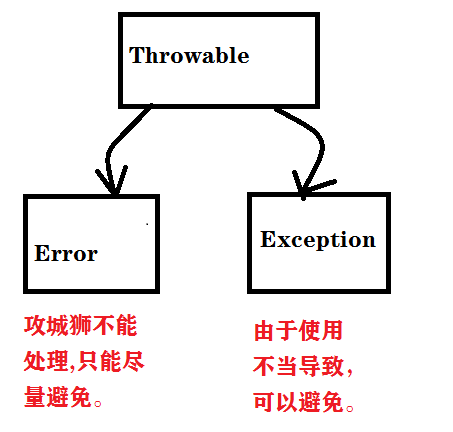 Throwable
Error
Exception
攻城狮不能
处理,只能尽
量避免。
由于使用
不当导致，
可以避免。